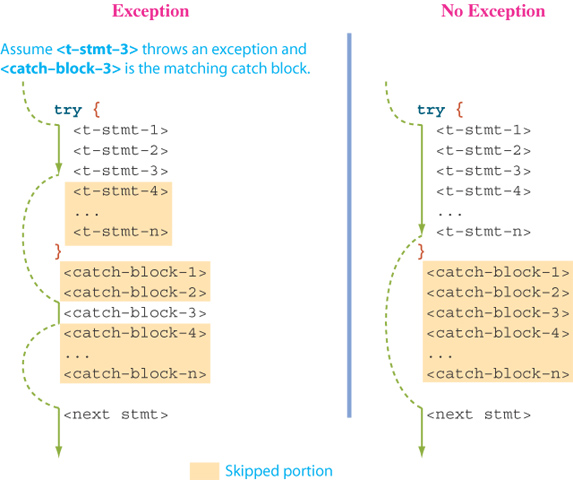 Exception
Assume <t-stmt-3> throws an exception and
<catch-block-3> is the matching catch block.
try {
<t-stmt-1>
<t-stmt-2>
<t-stmt-3>
<t-stmt-4>
...
<t-stmt-n>
}
<catch-block-1>
<catch-block-2>
<catch-block-3>
<catch-block-4>
...
<catch-block-n>
<next stmt>
No Exception
try {
<t-stmt-1>
<t-stmt-2>
<t-stmt-3>
<t-stmt-4>
...
<t-stmt-n>
}
<catch-block-1>
<catch-block-2>
<catch-block-3>
<catch-block-4>
...
<catch-block-n>
<next stmt>
Skipped portion